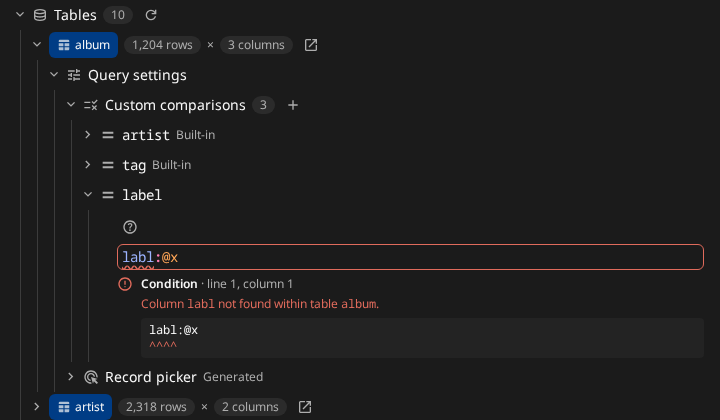 Tables 10
album 1,204 rows × 3 columns
Query settings
Custom comparisons 3
artist Built-in
tag Built-in
label
labl:@x
Condition · line 1, column 1
Column labl not found within table album.
labl:@x
^^^^
Record picker Generated
artist 2,318 rows × 2 columns